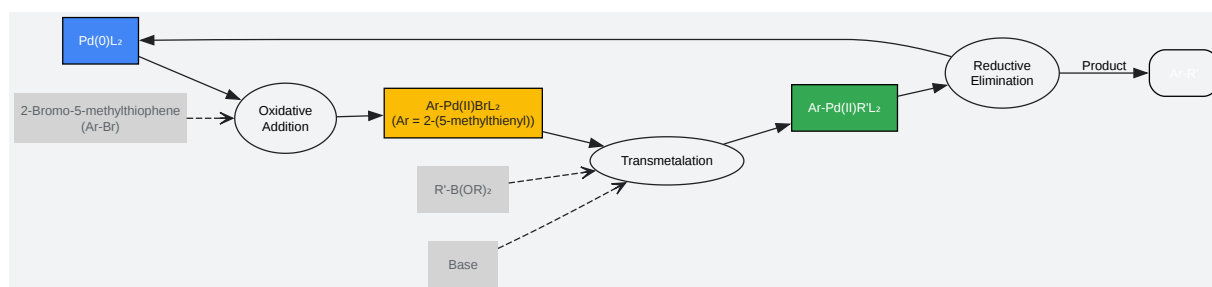 Pd(0)L₂
2-Bromo-5-methylthiophene
(Ar-Br)
Oxidative
Addition
Ar-Pd(II)BrL₂
(Ar = 2-(5-methylthienyl))
R'-B(OR)₂
Base
Transmetalation
Ar-Pd(II)R'L₂
Reductive
Elimination
Product
Ar-R'